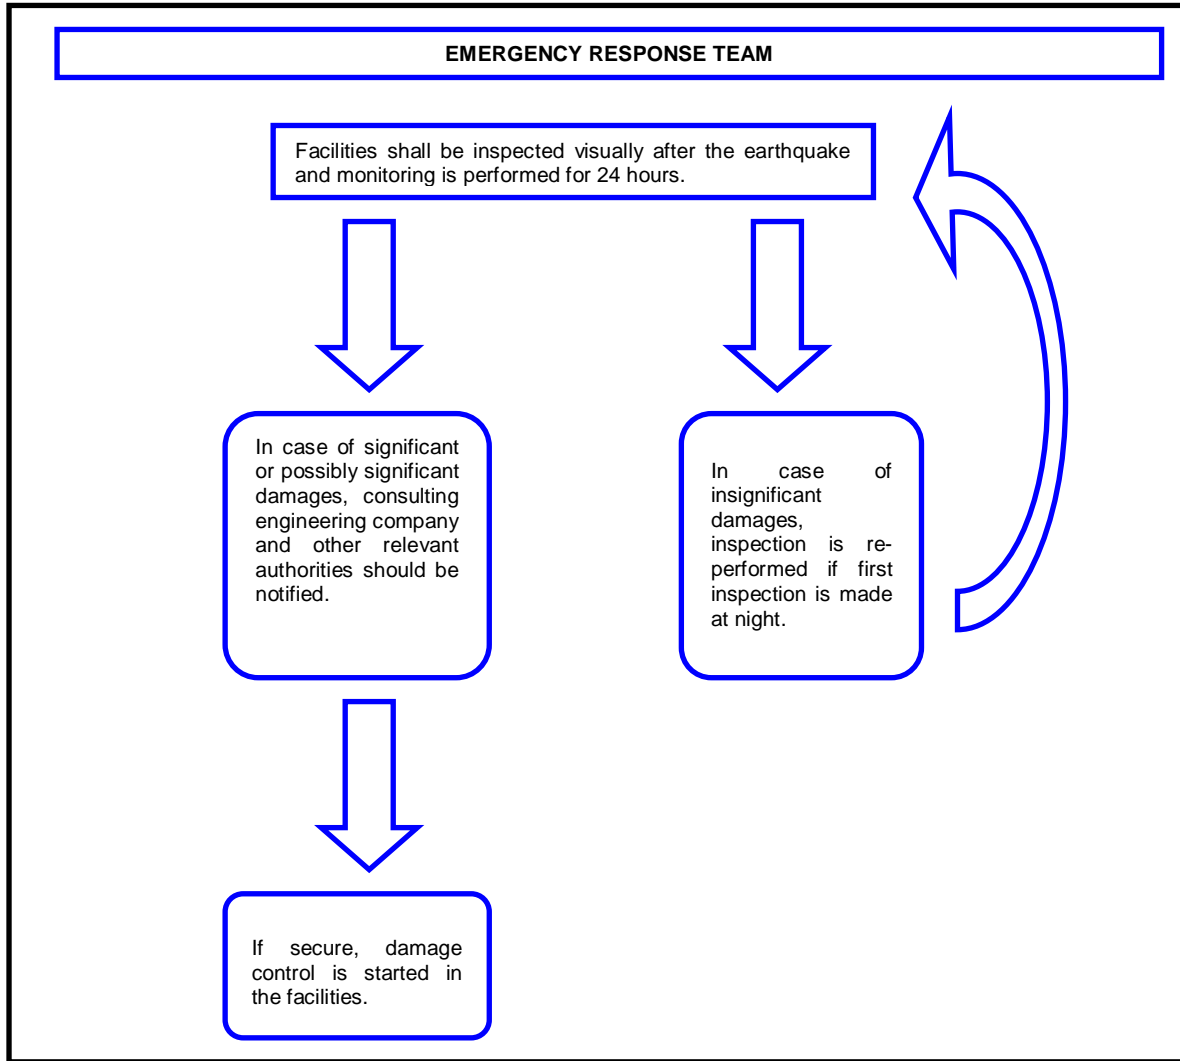 EMERGENCY RESPONSE TEAM
Facilities shall be inspected visually after the earthquake
and monitoring is performed for 24 hours.
In case of significant
or possibly significant
damages, consulting
engineering company
and other relevant
authorities should be
notified.
In case of
insignificant
damages,
inspection is re-
performed if first
inspection is made
at night.
If secure, damage
control is started in
the facilities.